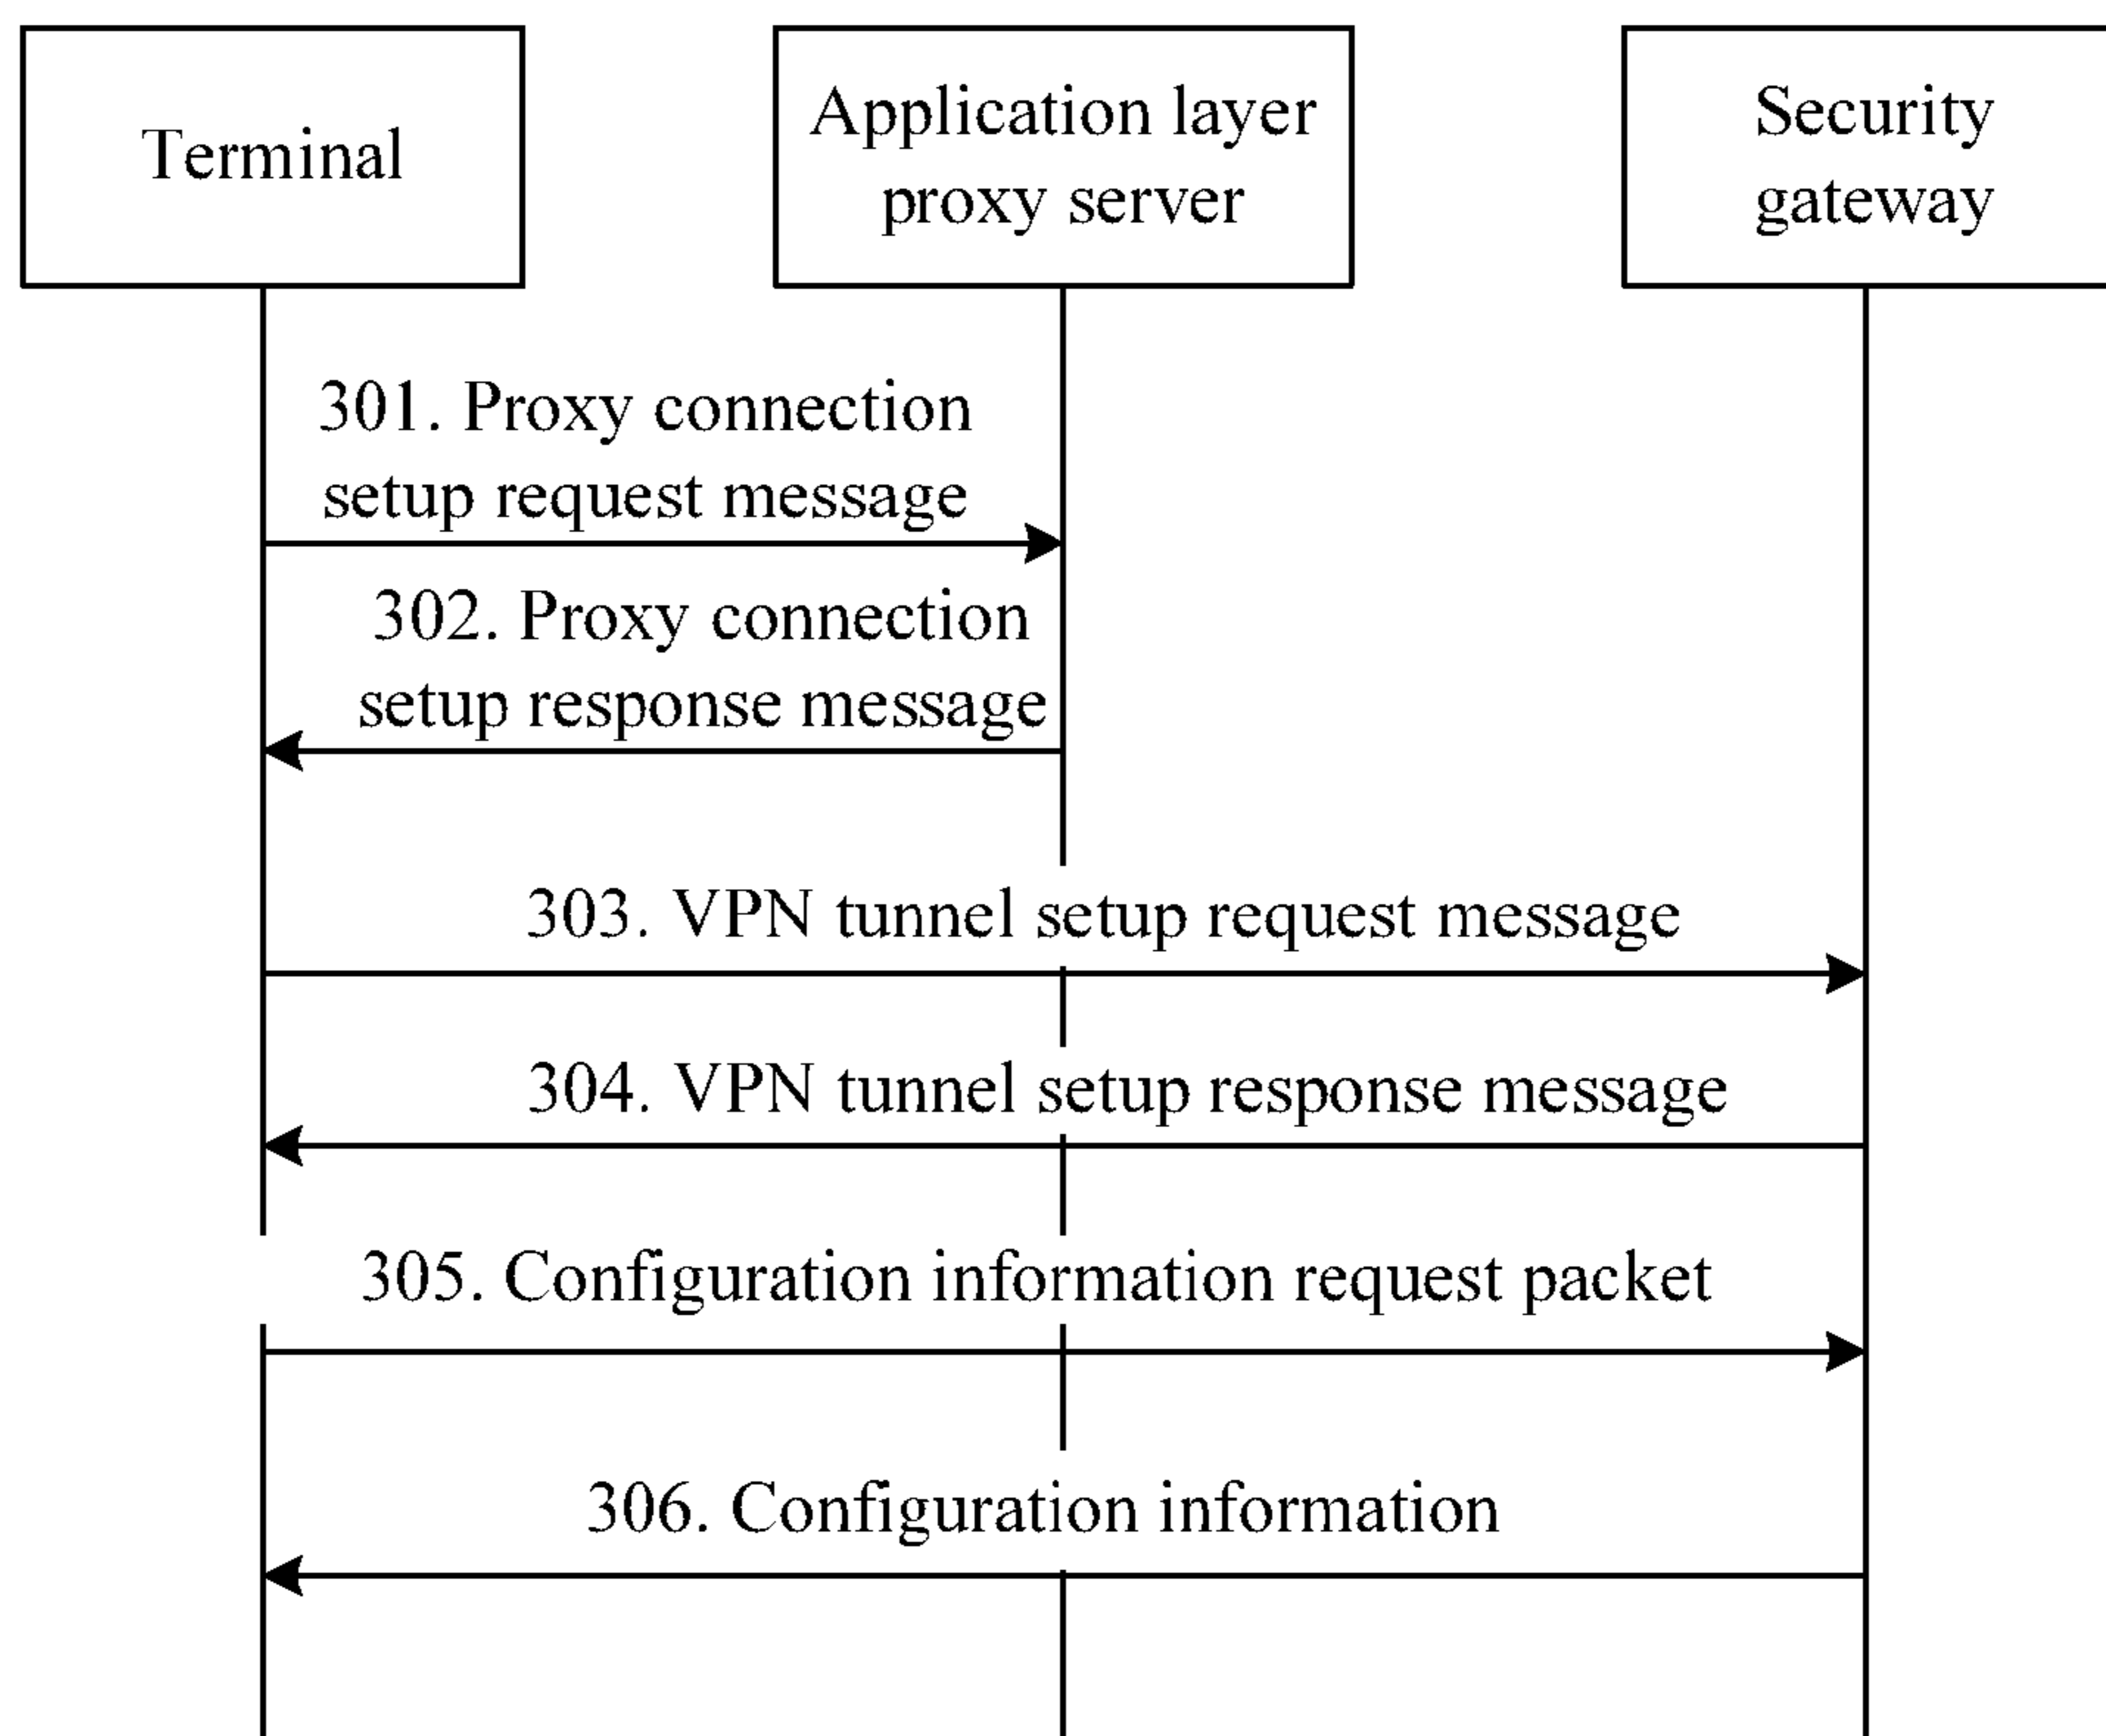 Terminal
Application layer
proxy server
Security
gateway
301. Proxy connection
setup request message
302. Proxy connection
setup response message
303. VPN tunnel setup request message
304. VPN tunnel setup response message
305. Configuration information request packet
306. Configuration information